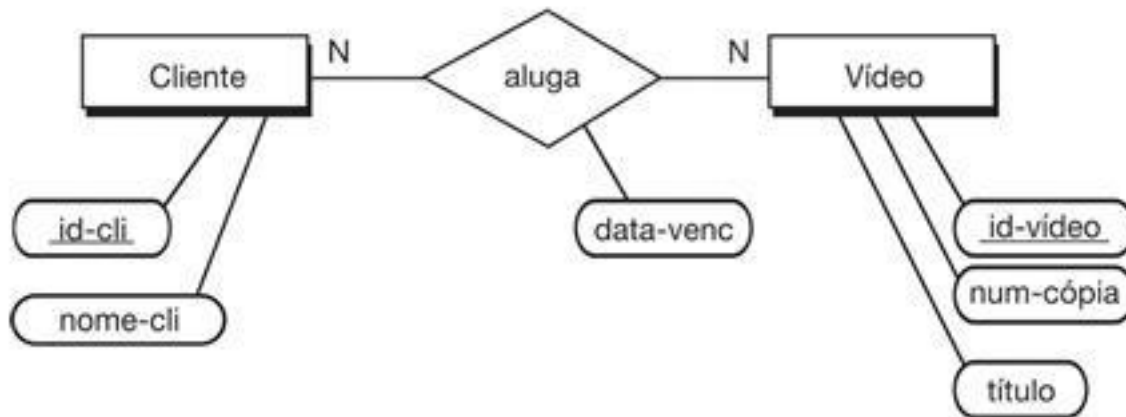 Cliente
N
aluga
N
Vídeo
id-cli
data-venc
id-vídeo
nome-cli
num-cópia
título